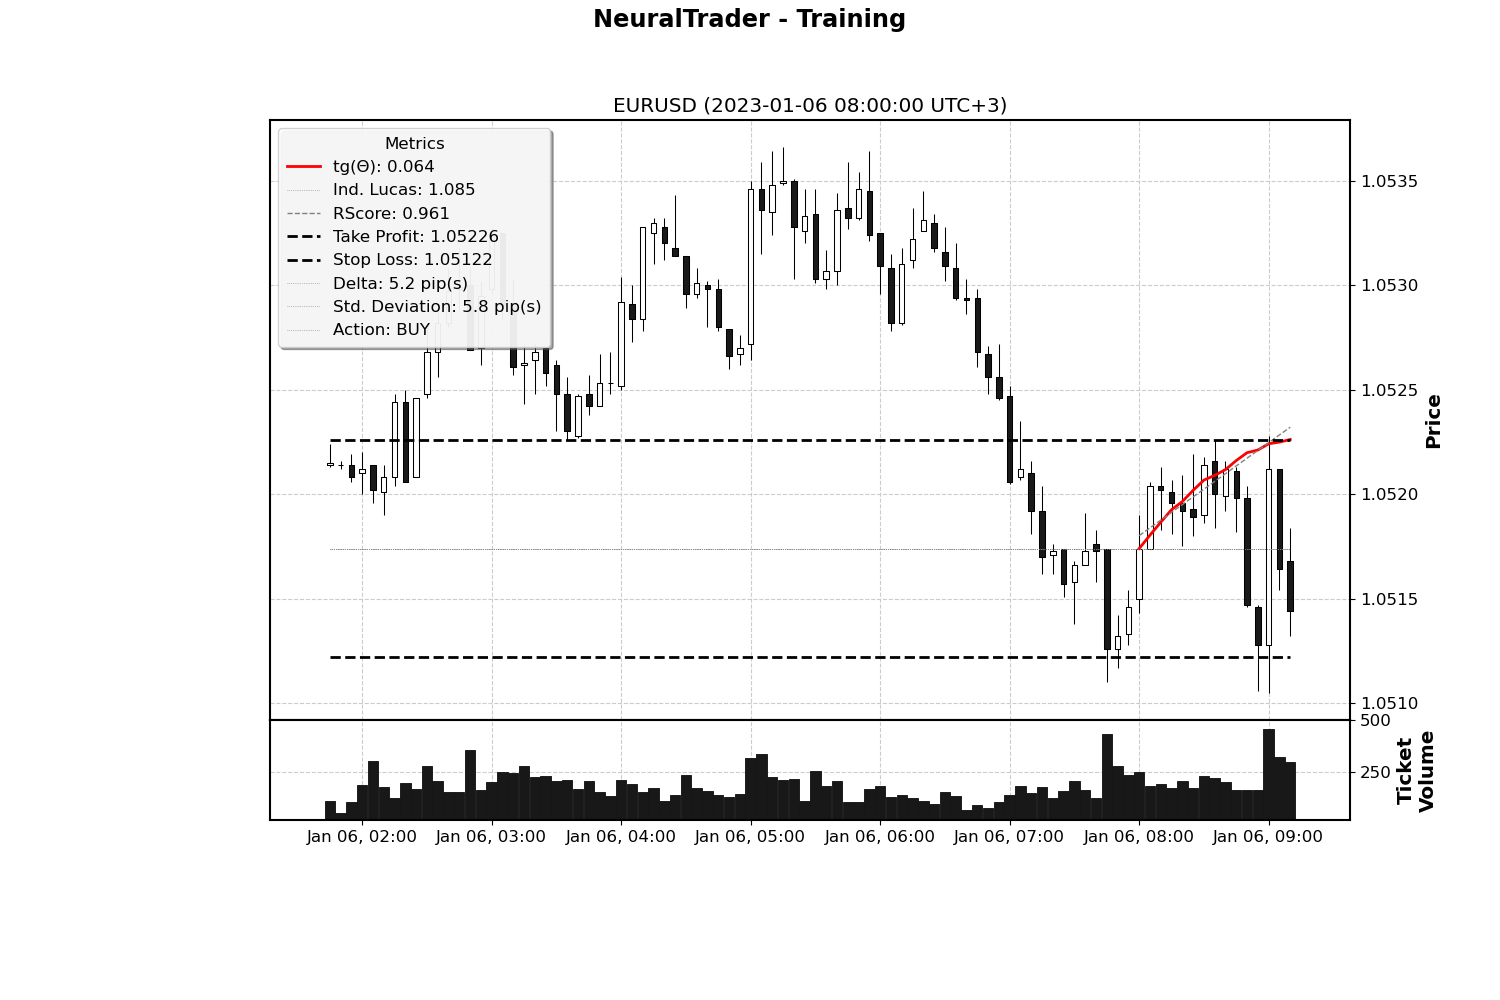 NeuralTrader - Training
EURUSD (2023-01-06 08:00:00 UTC+3)
Metrics
tg(Θ): 0.064
Ind. Lucas: 1.085
RScore: 0.961
Take Profit: 1.05226
Stop Loss: 1.05122
Delta: 5.2 pip(s)
Std. Deviation: 5.8 pip(s)
Action: BUY
1.0535
1.0530
1.0525
1.0520
1.0515
1.0510
Price
500
250
Ticket
Volume
Jan 06, 02:00
Jan 06, 03:00
Jan 06, 04:00
Jan 06, 05:00
Jan 06, 06:00
Jan 06, 07:00
Jan 06, 08:00
Jan 06, 09:00